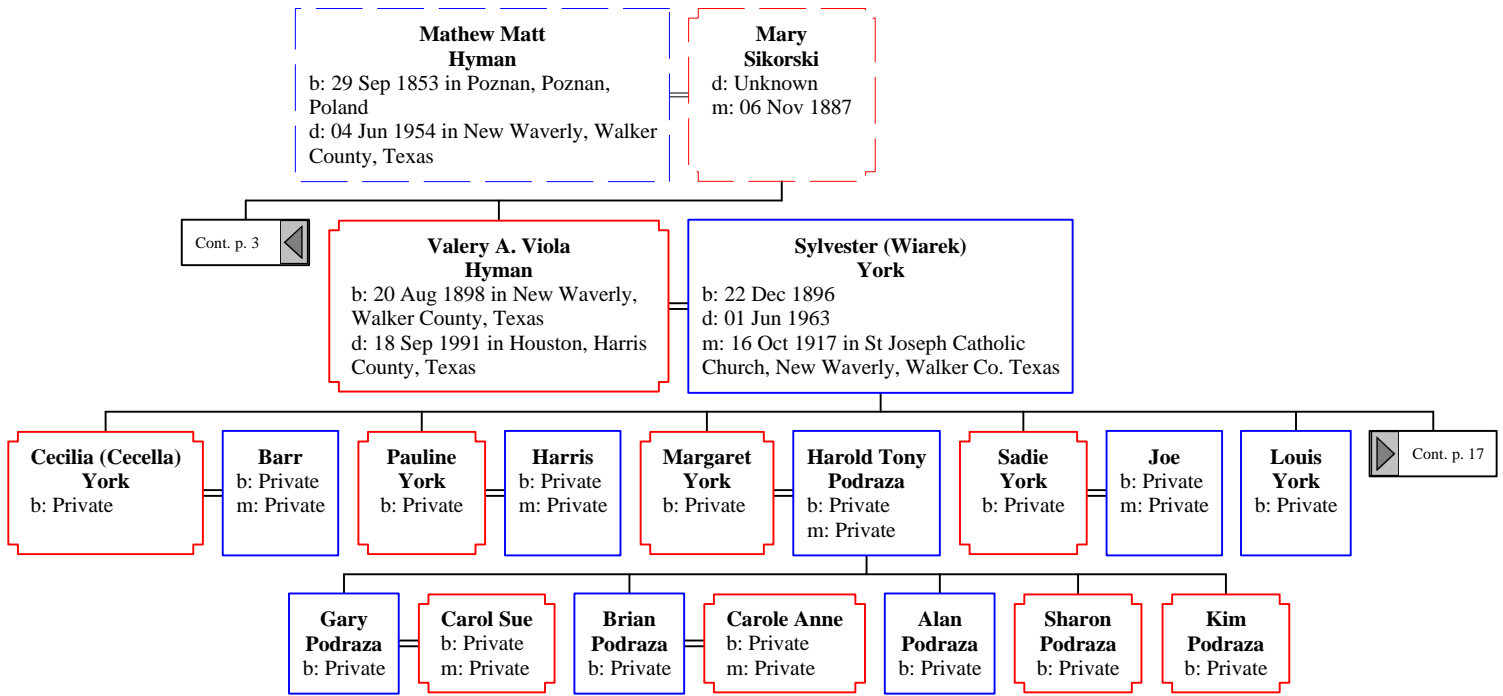 Mathew Matt
Hyman
b: 29 Sep 1853 in Poznan, Poznan,
Poland
d: 04 Jun 1954 in New Waverly, Walker
County, Texas
Mary
Sikorski
d: Unknown
m: 06 Nov 1887
Cont. p. 3
Valery A. Viola
Hyman
b: 20 Aug 1898 in New Waverly,
Walker County, Texas
d: 18 Sep 1991 in Houston, Harris
County, Texas
Sylvester (Wiarek)
York
b: 22 Dec 1896
d: 01 Jun 1963
m: 16 Oct 1917 in St Joseph Catholic
Church, New Waverly, Walker Co. Texas
Cecilia (Cecella)
York
b: Private
Barr
b: Private
m: Private
Pauline
York
b: Private
Harris
b: Private
m: Private
Margaret
York
b: Private
Harold Tony
Podraza
b: Private
m: Private
Sadie
York
b: Private
Joe
b: Private
m: Private
Louis
York
b: Private
Cont. p. 17
Gary
Podraza
b: Private
Carol Sue
b: Private
m: Private
Brian
Podraza
b: Private
Carole Anne
b: Private
m: Private
Alan
Podraza
b: Private
Sharon
Podraza
b: Private
Kim
Podraza
b: Private